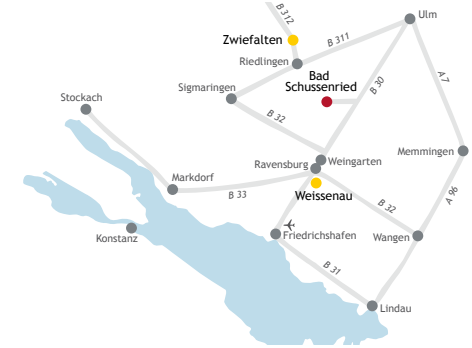 B 312
Ulm
Zwiefalten
B 311
Riedlingen
Bad
Schussenried
B 30
A 7
Sigmaringen
Stockach
B 32
Memmingen
Weingarten
Ravensburg
Markdorf
B 33
Weissenau
A 96
B 32
Konstanz
Friedrichshafen
Wangen
B 31
Lindau